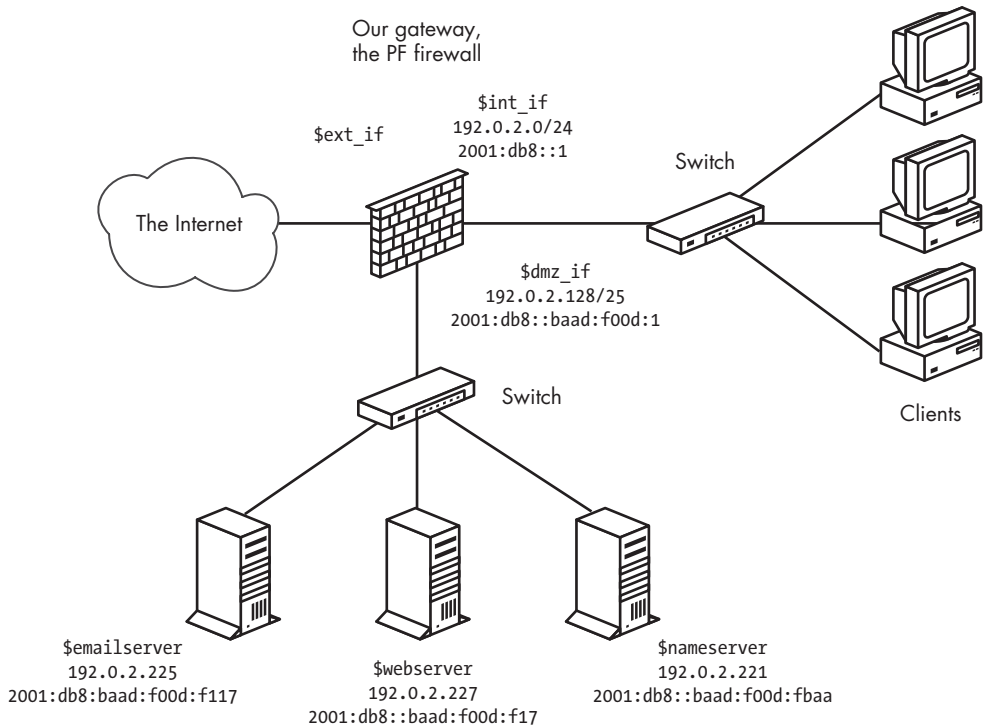 Our gateway,
the PF firewall
$int_if
192.0.2.0/24
2001:db8::1
$ext_if
Switch
The Internet
$dmz_if
192.0.2.128/25
2001:db8::baad:f00d:1
Switch
Clients
$emailserver
192.0.2.225
2001:db8:baad:f00d:f117
$webserver
192.0.2.227
2001:db8::baad:f00d:f17
$nameserver
192.0.2.221
2001:db8::baad:f00d:fbaa